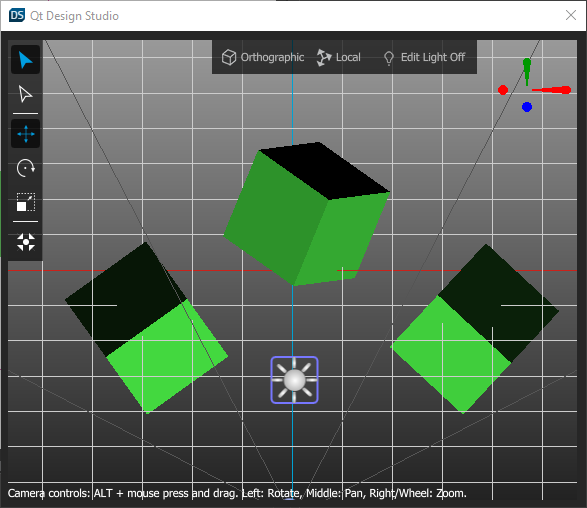 DS Qt Design Studio
Orthographic Local Edit Light Off
Camera controls: ALT + mouse press and drag. Left: Rotate, Middle: Pan, Right/Wheel: Zoom.